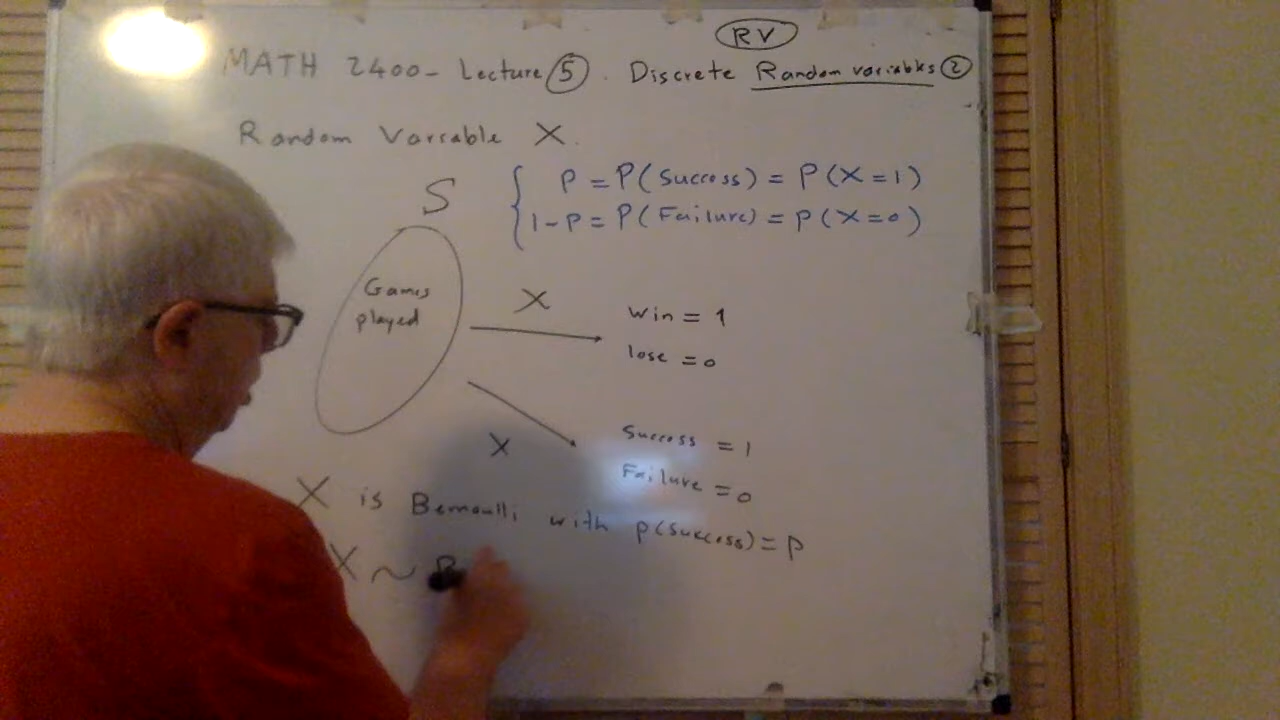 RV
MATH 2400- Lecture 5. Discrete Random variables 2
Random Variable X.
S
P = P(Success) = P(X=1)
1-P = P(Failure) = P(X=0)
Games
played
X
Win = 1
lose = 0
X
Success = 1
Failure = 0
X is Bernoulli with p(success) = P
X ~ B